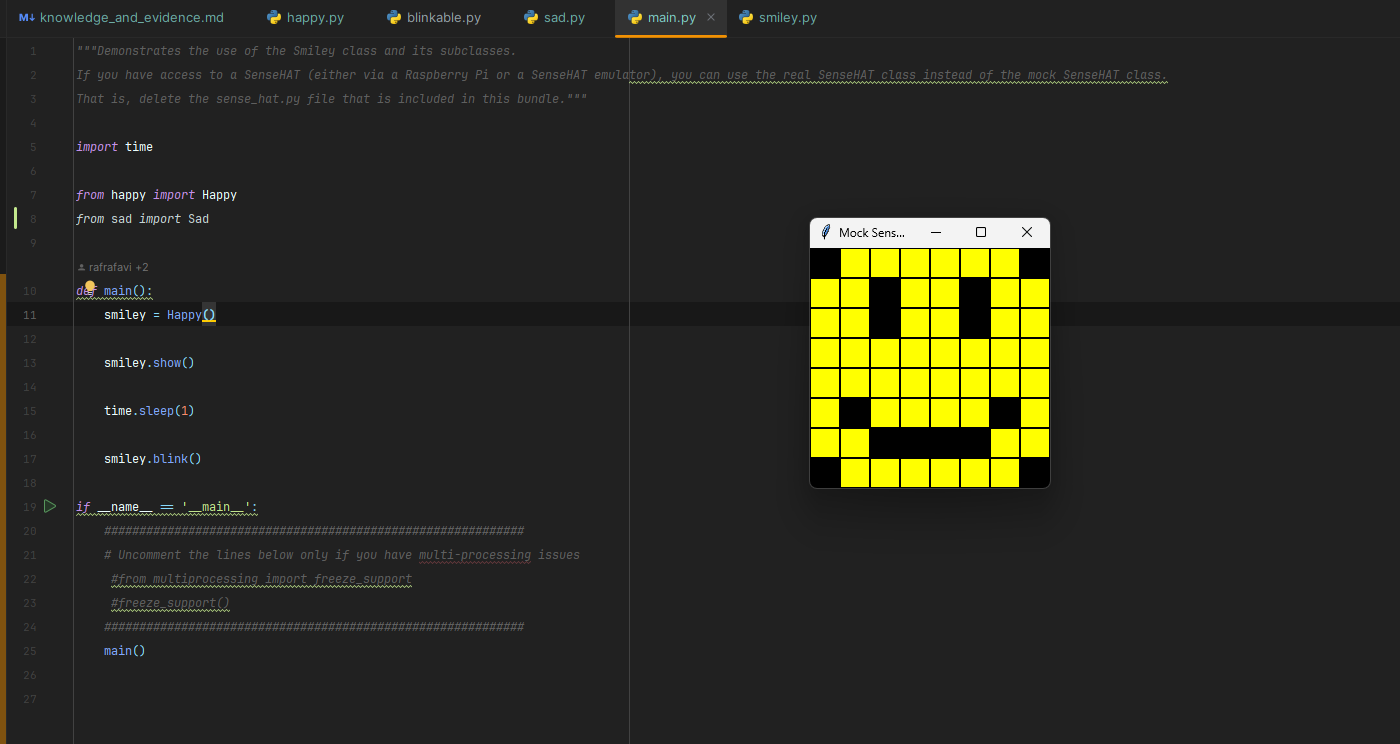 M↓ knowledge_and_evidence.md happy.py blinkable.py sad.py main.py × smiley.py
1 """Demonstrates the use of the Smiley class and its subclasses.
2 If you have access to a SenseHAT (either via a Raspberry Pi or a SenseHAT emulator), you can use the real SenseHAT class instead of the mock SenseHAT class.
3 That is, delete the sense_hat.py file that is included in this bundle."""
4
5 import time
6
7 from happy import Happy
8 from sad import Sad
9
rafrafavi +2
10 def main():
11 smiley = Happy()
12
13 smiley.show()
14
15 time.sleep(1)
16
17 smiley.blink()
18
19 if __name__ == '__main__':
20 ############################################################
21 # Uncomment the lines below only if you have multi-processing issues
22 #from multiprocessing import freeze_support
23 #freeze_support()
24 ############################################################
25 main()
26
27
Mock Sens...